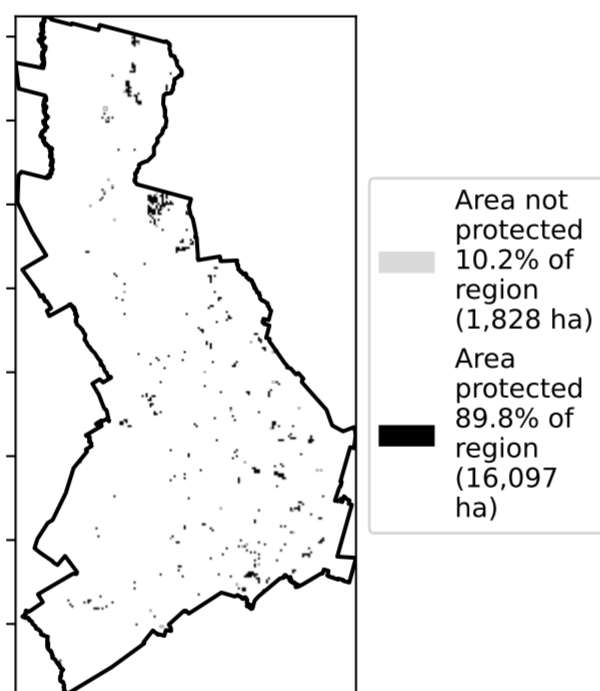 Area not
protected
10.2% of
region
(1,828 ha)
Area
protected
89.8% of
region
(16,097
ha)